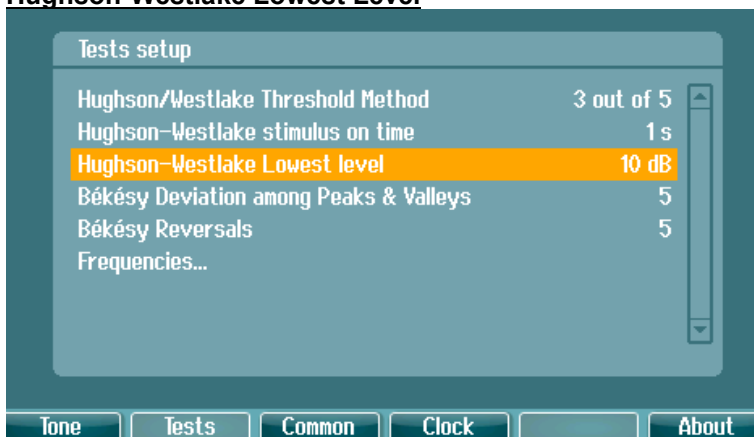 Hughson-Westlake Lowest Level
Tests setup
Hughson/Westlake Threshold Method 3 out of 5
Hughson-Westlake stimulus on time 1 s
Hughson-Westlake Lowest level 10 dB
Békésy Deviation among Peaks & Valleys 5
Békésy Reversals 5
Frequencies...
Tone Tests Common Clock About